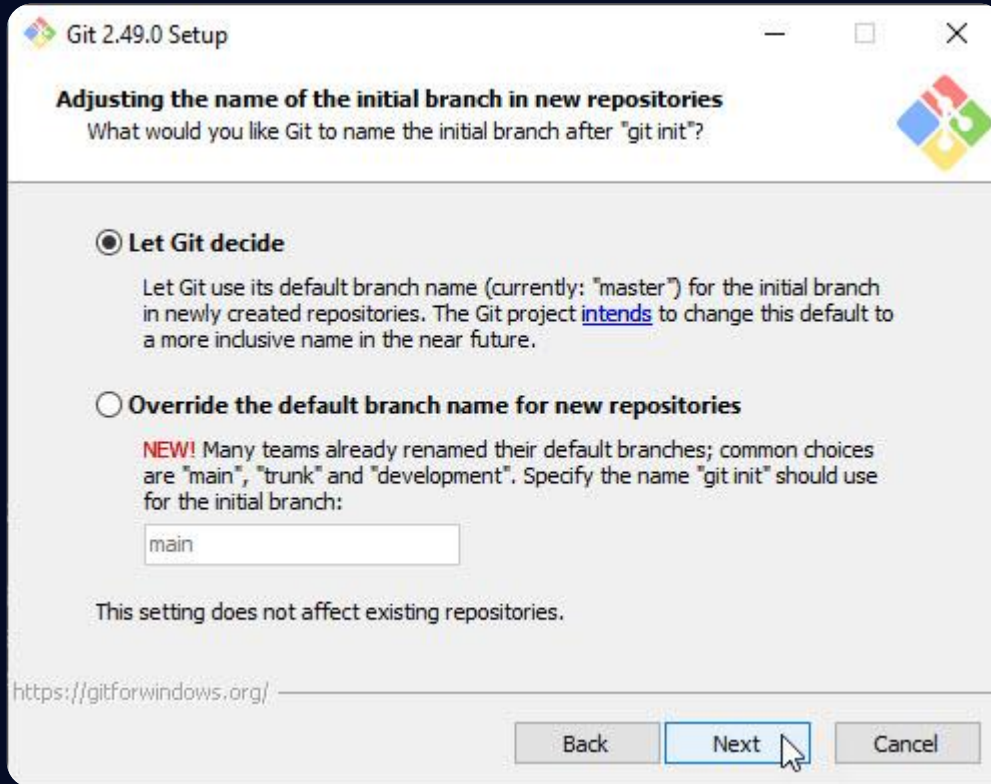 Git 2.49.0 Setup
Adjusting the name of the initial branch in new repositories
What would you like Git to name the initial branch after "git init"?
Let Git decide
Let Git use its default branch name (currently: "master") for the initial branch
in newly created repositories. The Git project intends to change this default to
a more inclusive name in the near future.
Override the default branch name for new repositories
NEW! Many teams already renamed their default branches; common choices
are "main", "trunk" and "development". Specify the name "git init" should use
for the initial branch:
main
This setting does not affect existing repositories.
https://gitforwindows.org/
Back Next Cancel